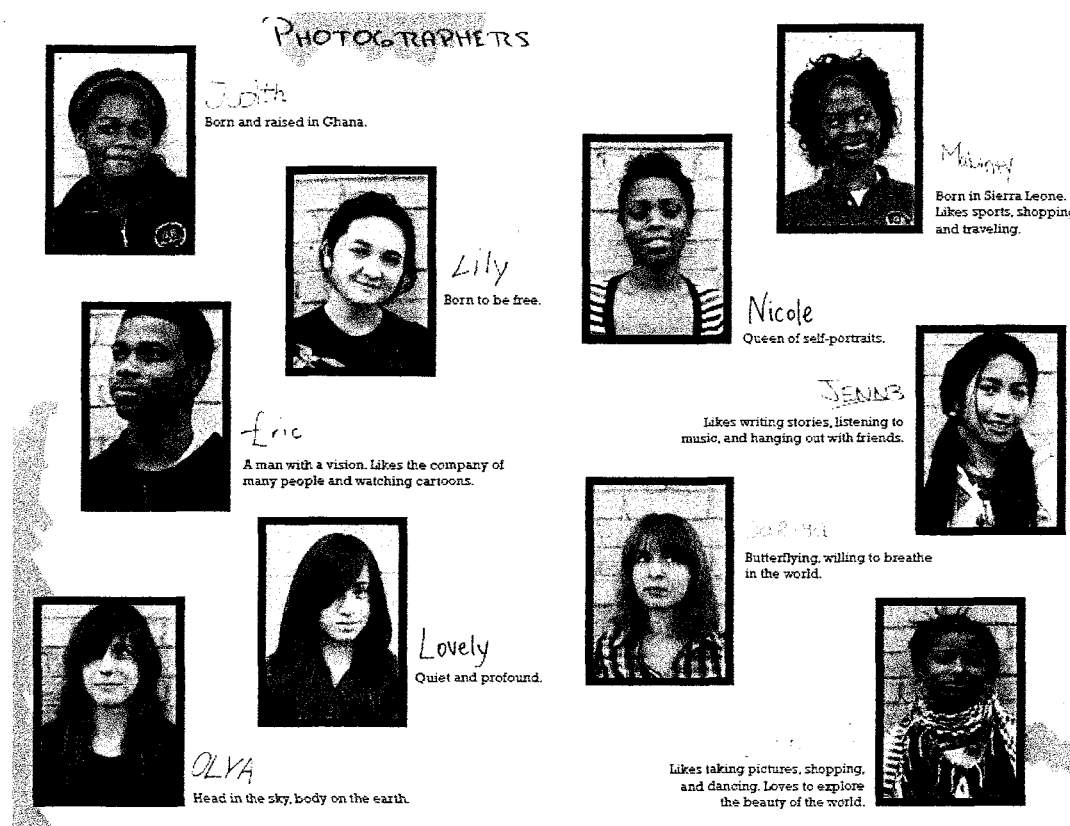 PHOTOGRAPHERS
Judith
Born and raised in Ghana.
Lily
Born to be free.
Eric
A man with a vision. Likes the company of
many people and watching cartoons.
Lovely
Quiet and profound.
OLYA
Head in the sky, body on the earth.
Born in Sierra Leone.
Likes sports, shopping
and traveling.
Nicole
Queen of self-portraits.
JENN3
Likes writing stories, listening to
music, and hanging out with friends.
Butterflying, willing to breathe
in the world.
Likes taking pictures, shopping,
and dancing. Loves to explore
the beauty of the world.